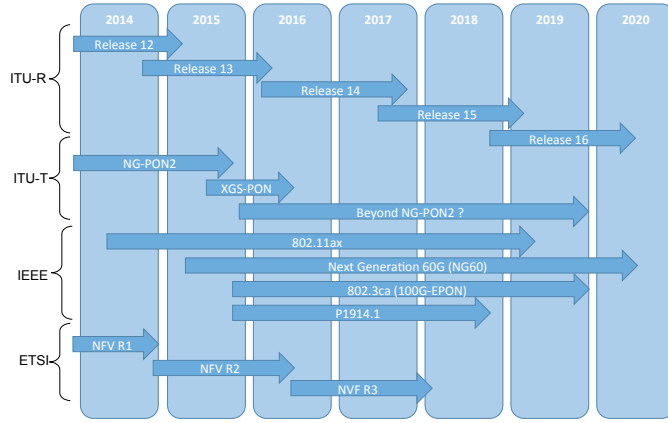 2014 2015 2016 2017 2018 2019 2020
ITU-R
Release 12
Release 13
Release 14
Release 15
Release 16
ITU-T
NG-PON2
XGS-PON
Beyond NG-PON2 ?
IEEE
802.11ax
Next Generation 60G (NG60)
802.3ca (100G-EPON)
P1914.1
ETSI
NFV R1
NFV R2
NVF R3